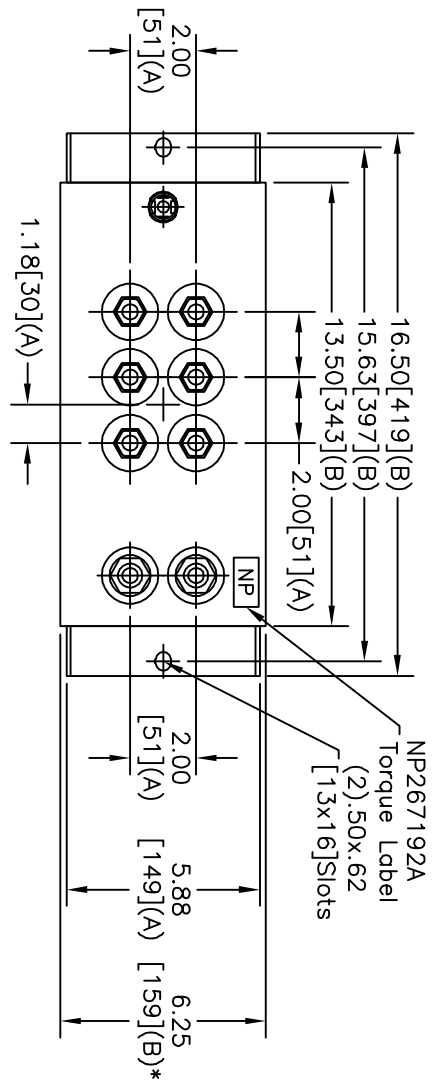 16.50[419](B)
15.63[397](B)
13.50[343](B)
2.00[51](A)
2.00
[51](A)
1.18[30](A)
NP
NP267192A
Torque Label
(2).50x.62
[13x16]Slots
2.00
[51](A)
5.88
[149](A)
6.25
[159](B)*